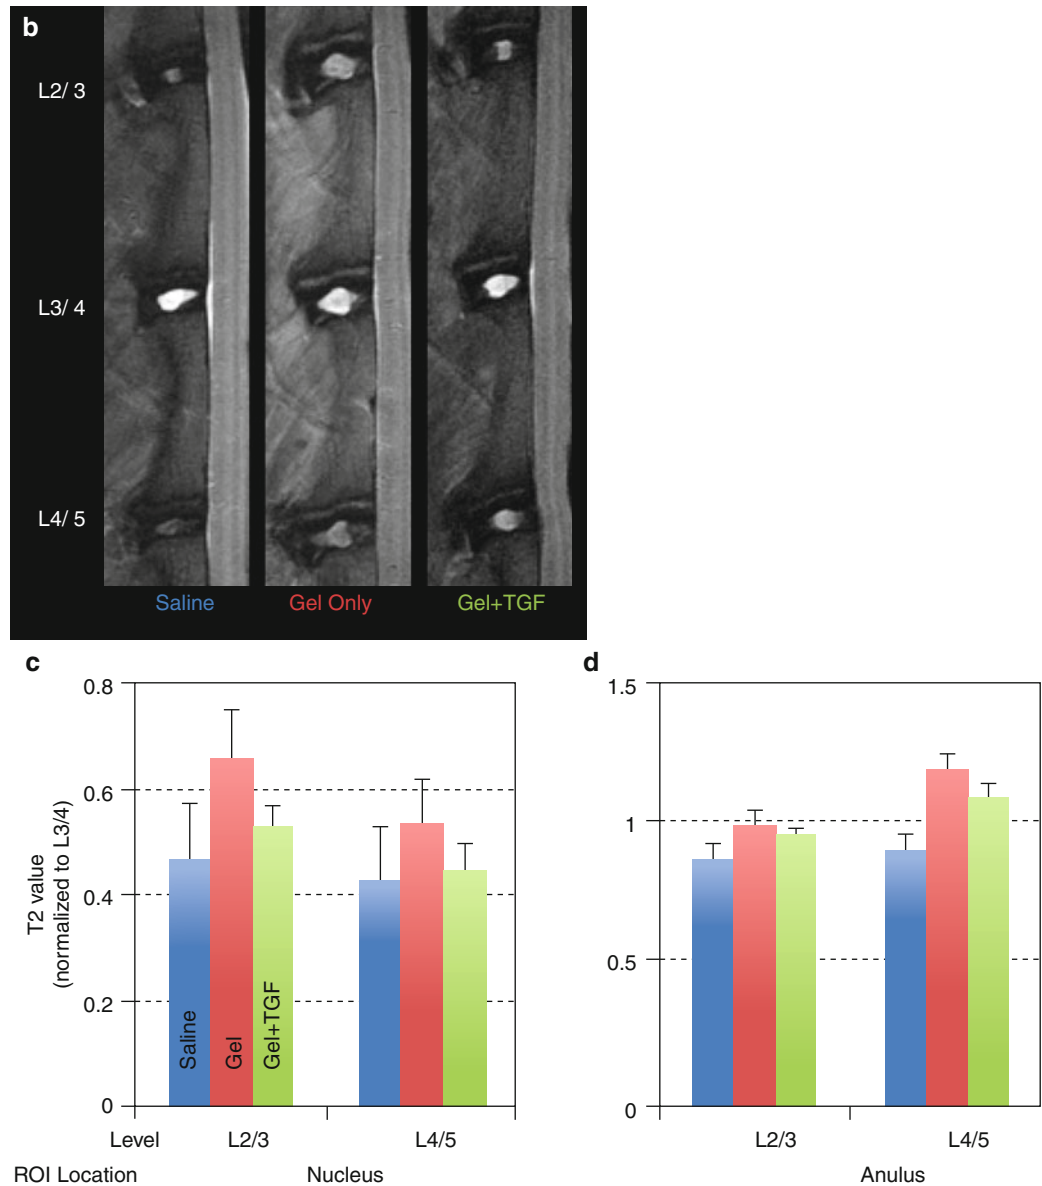 b
L2/ 3
L3/ 4
L4/ 5
Saline Gel Only Gel+TGF
c
T2 value
(normalized to L3/4)
0.8
0.6
0.4
0.2
0
Saline
Gel
Gel+TGF
Level L2/3 L4/5
ROI Location Nucleus
d
1.5
1
0.5
0
L2/3 L4/5
Anulus